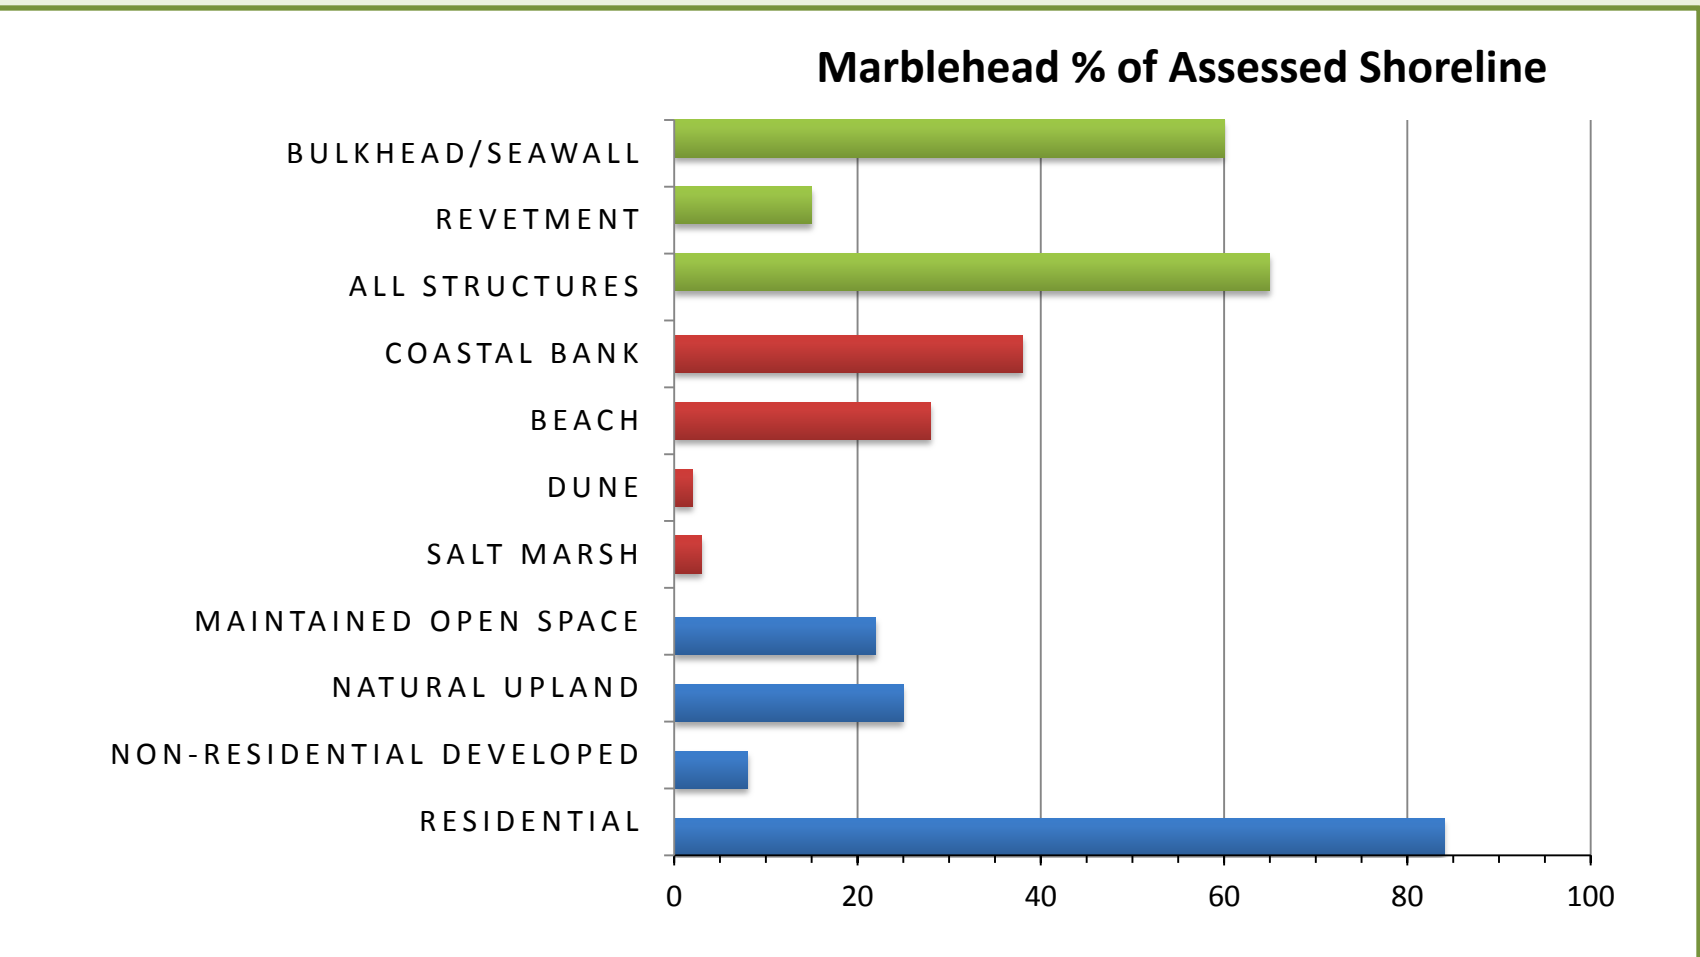 Marblehead % of Assessed Shoreline
BULKHEAD/SEAWALL
REVETMENT
ALL STRUCTURES
COASTAL BANK
BEACH
DUNE
SALT MARSH
MAINTAINED OPEN SPACE
NATURAL UPLAND
NON-RESIDENTIAL DEVELOPED
RESIDENTIAL
0 20 40 60 80 100